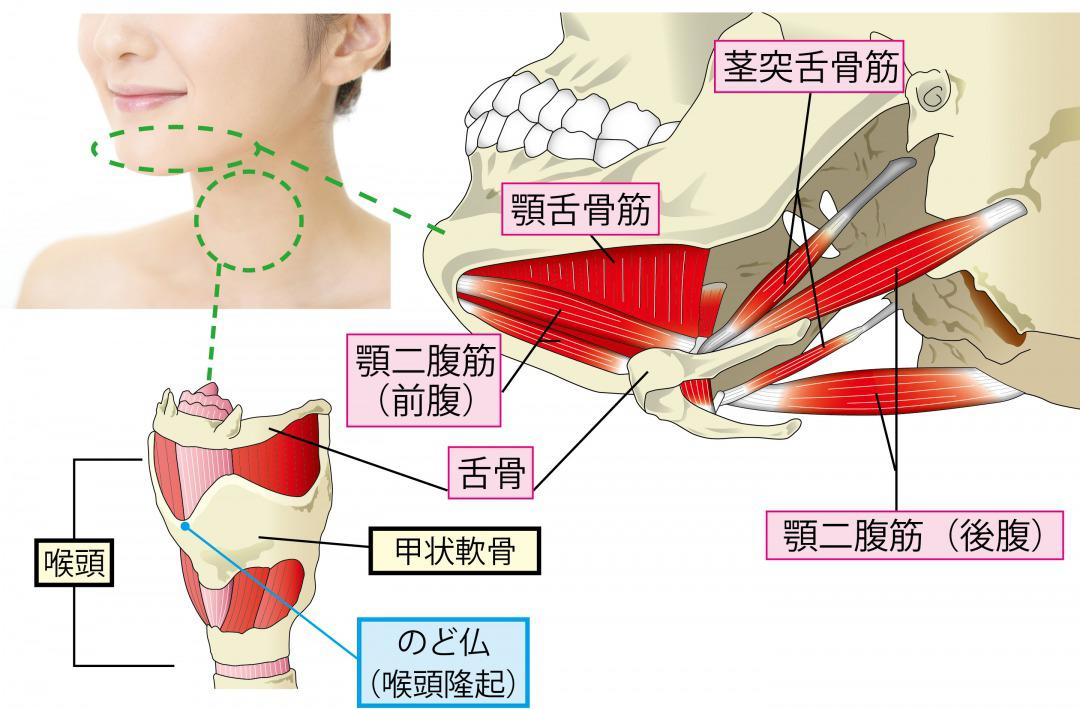 茎突舌骨筋
顎舌骨筋
顎二腹筋
（前腹）
舌骨
顎二腹筋（後腹）
喉頭
甲状軟骨
のど仏
（喉頭隆起）